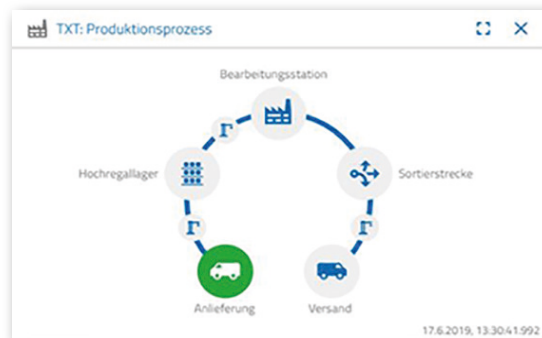 TXT: Produktionsprozess
Bearbeitungsstation
Hochregallager
Sortierstrecke
Anlieferung
Versand
17.6.2019, 13:30:41.992